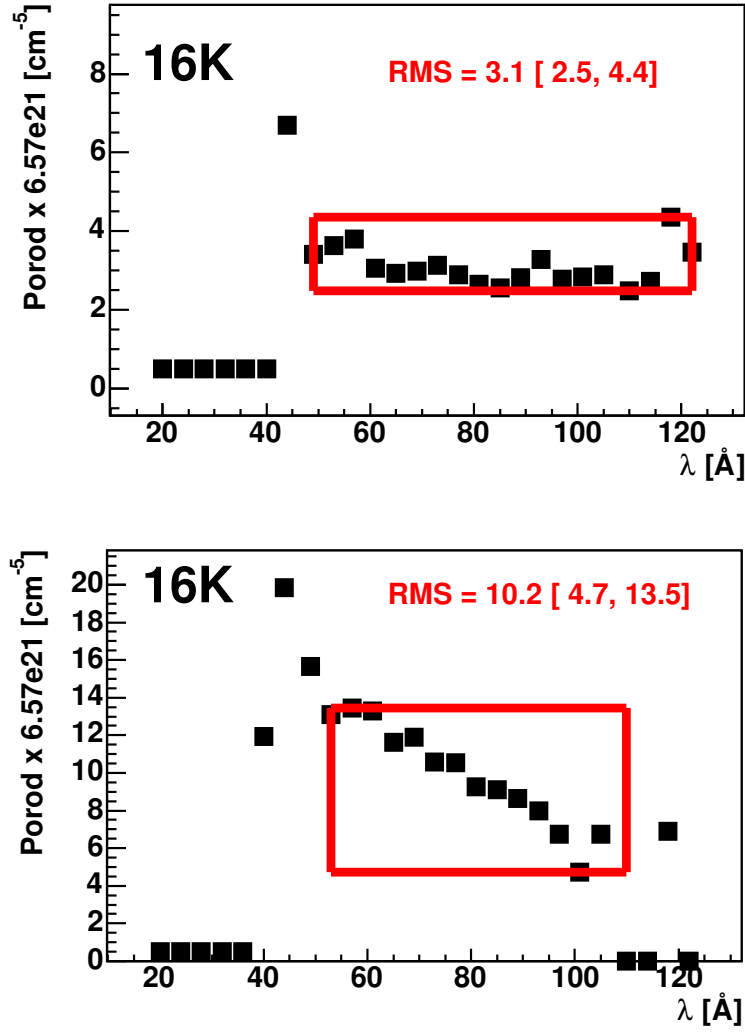 Porod x 6.57e21 [cm-5]
16K
RMS = 3.1 [ 2.5, 4.4]
8
6
4
2
0
20 40 60 80 100 120
λ [Å]
Porod x 6.57e21 [cm-5]
16K
RMS = 10.2 [ 4.7, 13.5]
20
18
16
14
12
10
8
6
4
2
0
20 40 60 80 100 120
λ [Å]